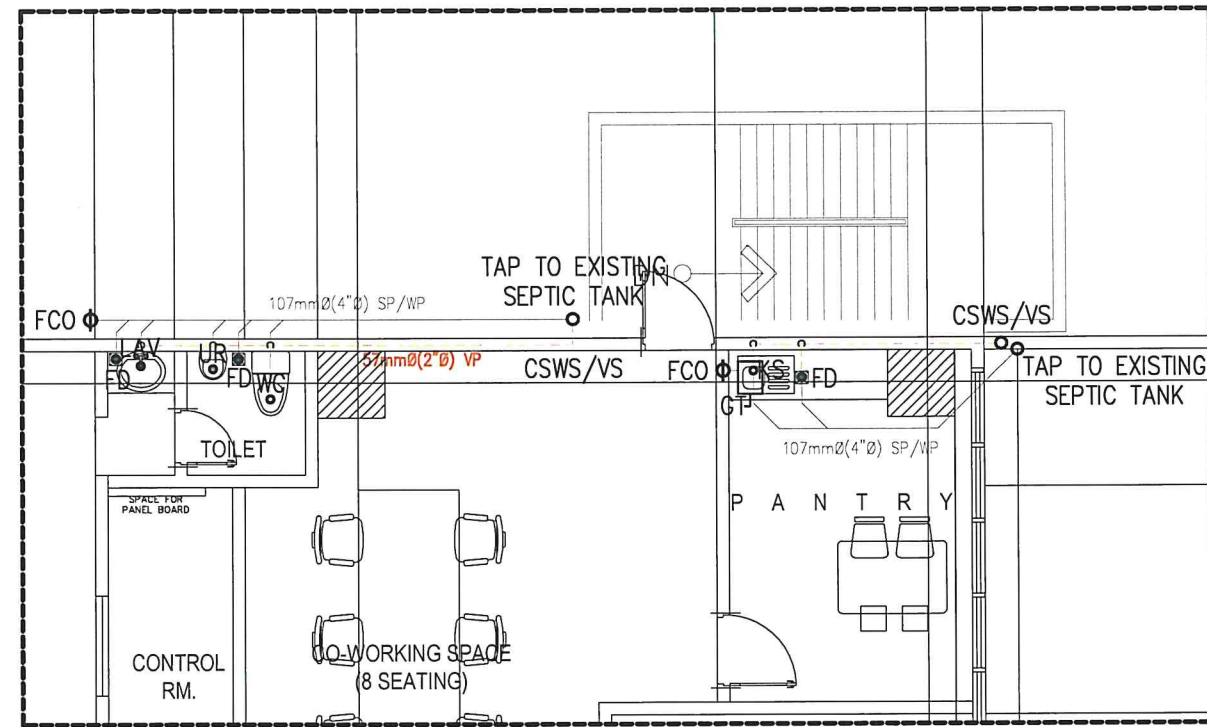 TAP TO EXISTING
SEPTIC TANK
DN
107mmØ(4"Ø) SP/WP
FCO
CSWS/VS
LAV
UR
57mmØ(2"Ø) VP
CSWS/VS
FCO
KS
FD
TAP TO EXISTING
SEPTIC TANK
FD
FD
WC
GT
TOILET
107mmØ(4"Ø) SP/WP
SPACE FOR
PANEL BOARD
PANTRY
CO-WORKING SPACE
(8 SEATING)
CONTROL
RM.